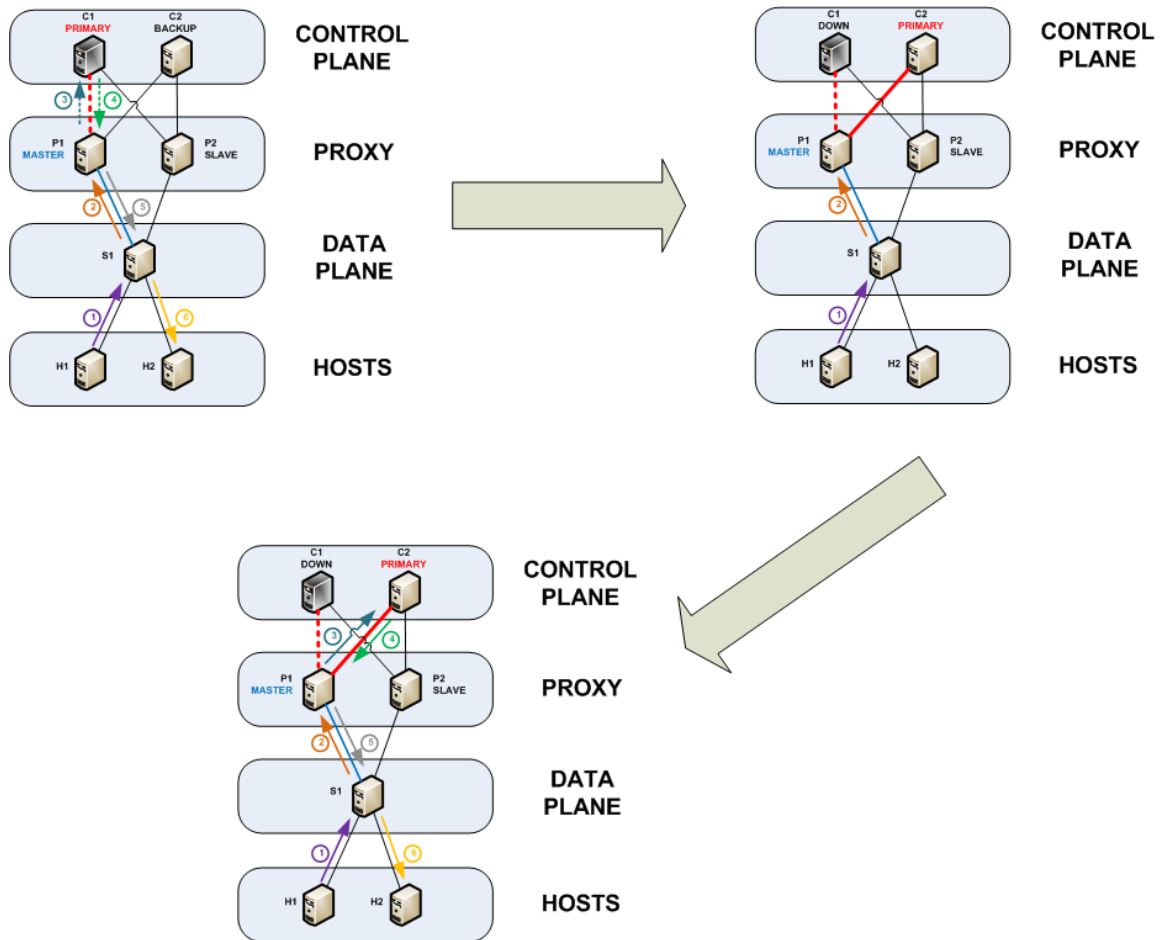 C1
PRIMARY
C2
BACKUP
CONTROL
PLANE
3
4
P1
MASTER
P2
SLAVE
PROXY
2
5
S1
DATA
PLANE
1
6
H1
H2
HOSTS
C1
DOWN
C2
PRIMARY
CONTROL
PLANE
P1
MASTER
P2
SLAVE
PROXY
2
S1
DATA
PLANE
1
H1
H2
HOSTS
C1
DOWN
C2
PRIMARY
CONTROL
PLANE
3
4
P1
MASTER
P2
SLAVE
PROXY
2
5
S1
DATA
PLANE
1
6
H1
H2
HOSTS